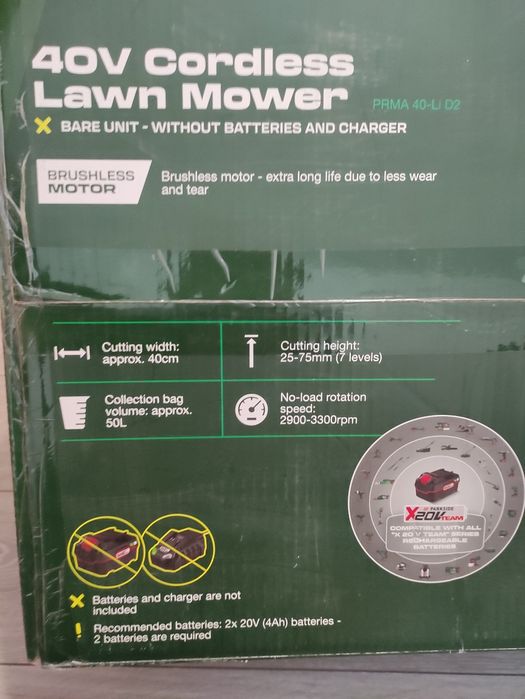 40V Cordless
Lawn Mower PRMA 40-Li D2
X BARE UNIT - WITHOUT BATTERIES AND CHARGER
BRUSHLESS
MOTOR
Brushless motor - extra long life due to less wear
and tear
Cutting width:
approx. 40cm
Cutting height:
25-75mm (7 levels)
Collection bag
volume: approx.
50L
No-load rotation
speed:
2900-3300rpm
PARKSIDE
X20VTEAM
COMPATIBLE WITH ALL
"X 20 V TEAM" SERIES
RECHARGEABLE
BATTERIES
X Batteries and charger are not
included
! Recommended batteries: 2x 20V (4Ah) batteries -
2 batteries are required